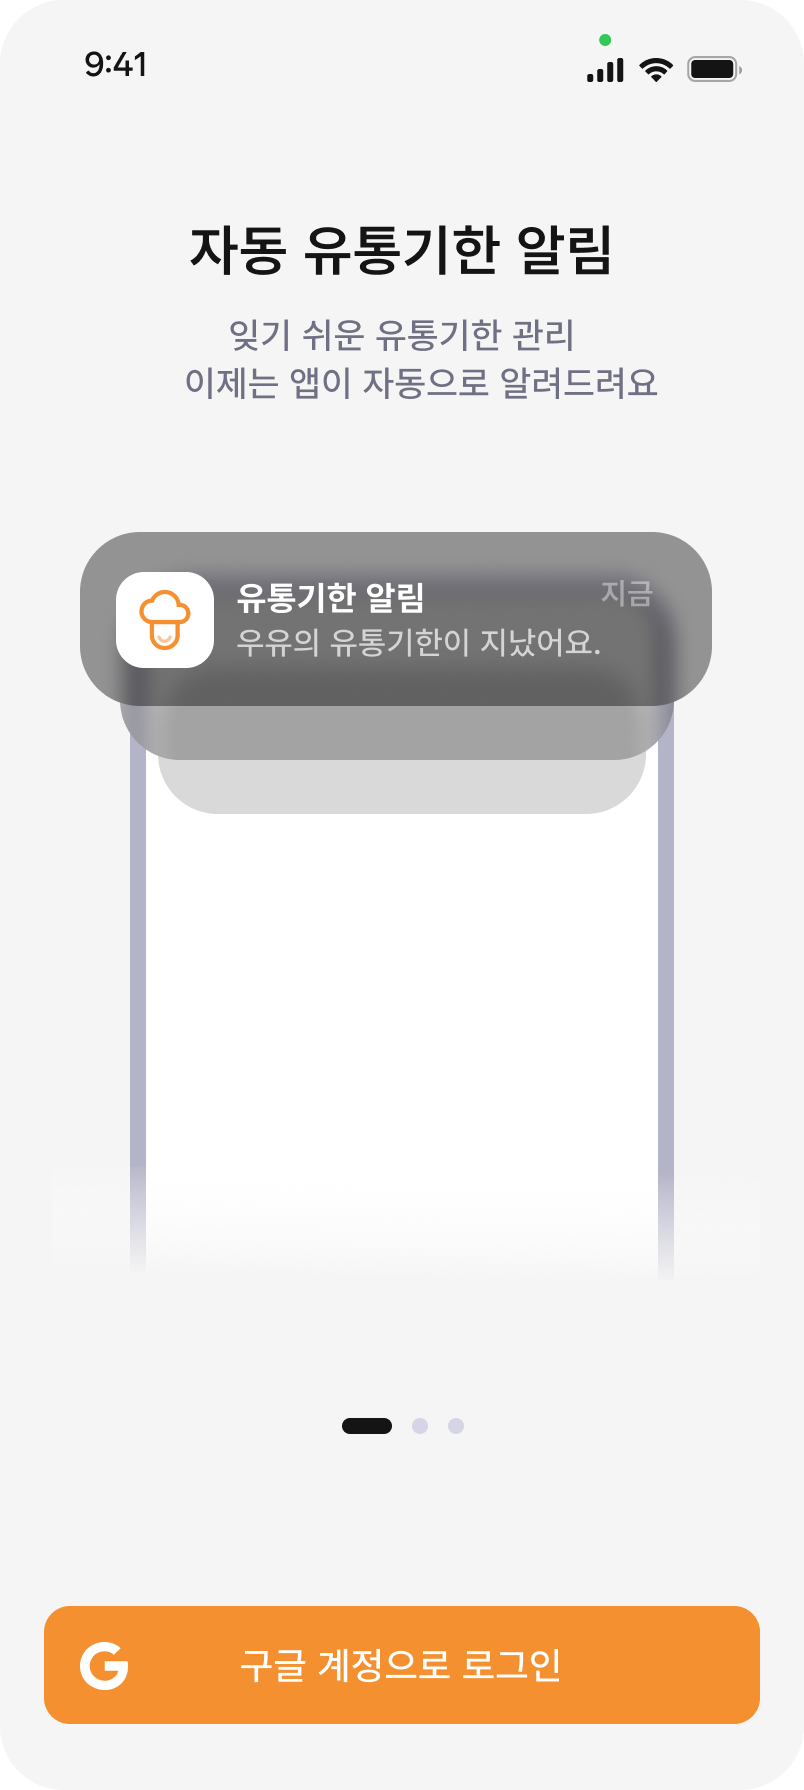 9:41
자동 유통기한 알림
잊기 쉬운 유통기한 관리
이제는 앱이 자동으로 알려드려요
유통기한 알림
지금
우유의 유통기한이 지났어요.
구글 계정으로 로그인